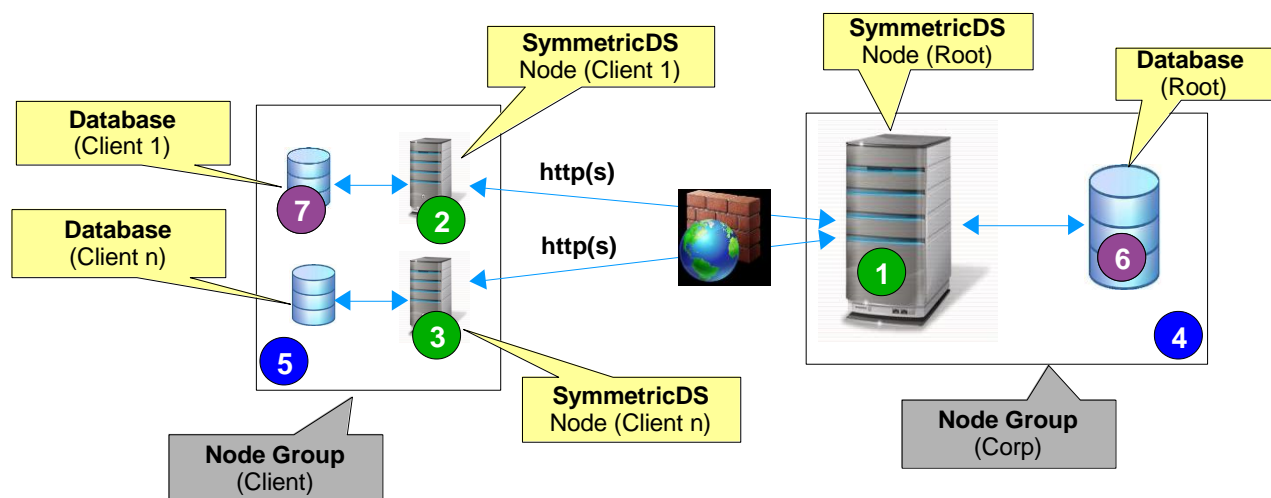 SymmetricDS
Node (Client 1)
SymmetricDS
Node (Root)
Database
(Root)
Database
(Client 1)
http(s)
7
2
Database
(Client n)
http(s)
1
6
5
3
4
SymmetricDS
Node (Client n)
Node Group
(Client)
Node Group
(Corp)